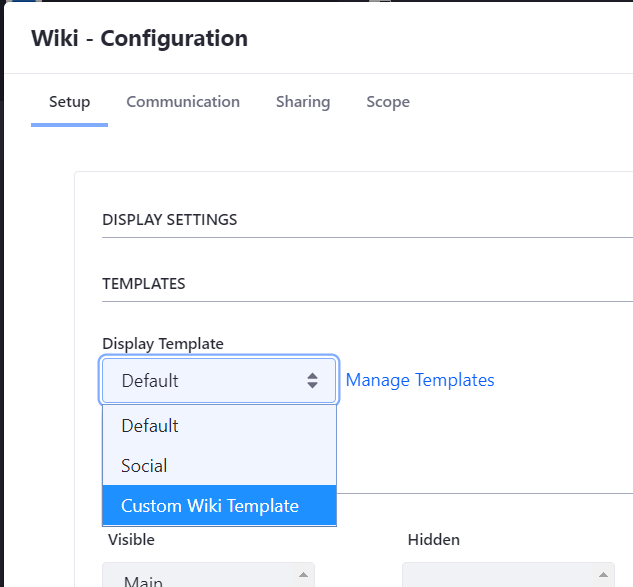 Wiki - Configuration
Setup Communication Sharing Scope
DISPLAY SETTINGS
TEMPLATES
Display Template
Default Manage Templates
Default
Social
Custom Wiki Template
Visible Hidden
Main